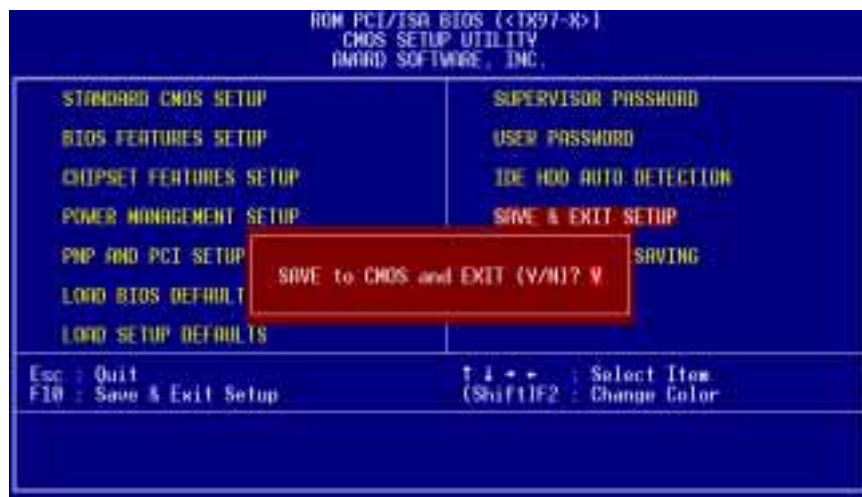 ROM PCI/ISA BIOS (<TX97-X>)
CMOS SETUP UTILITY
AWARD SOFTWARE, INC.
STANDARD CMOS SETUP
BIOS FEATURES SETUP
CHIPSET FEATURES SETUP
POWER MANAGEMENT SETUP
PNP AND PCI SETUP
LOAD BIOS DEFAULT
LOAD SETUP DEFAULTS
SUPERVISOR PASSWORD
USER PASSWORD
IDE HDD AUTO DETECTION
SAVE & EXIT SETUP
SAVING
SAVE to CMOS and EXIT (Y/N)? Y
Esc : Quit
F10 : Save & Exit Setup
↑ ↓ → ← : Select Item
(Shift)F2 : Change Color